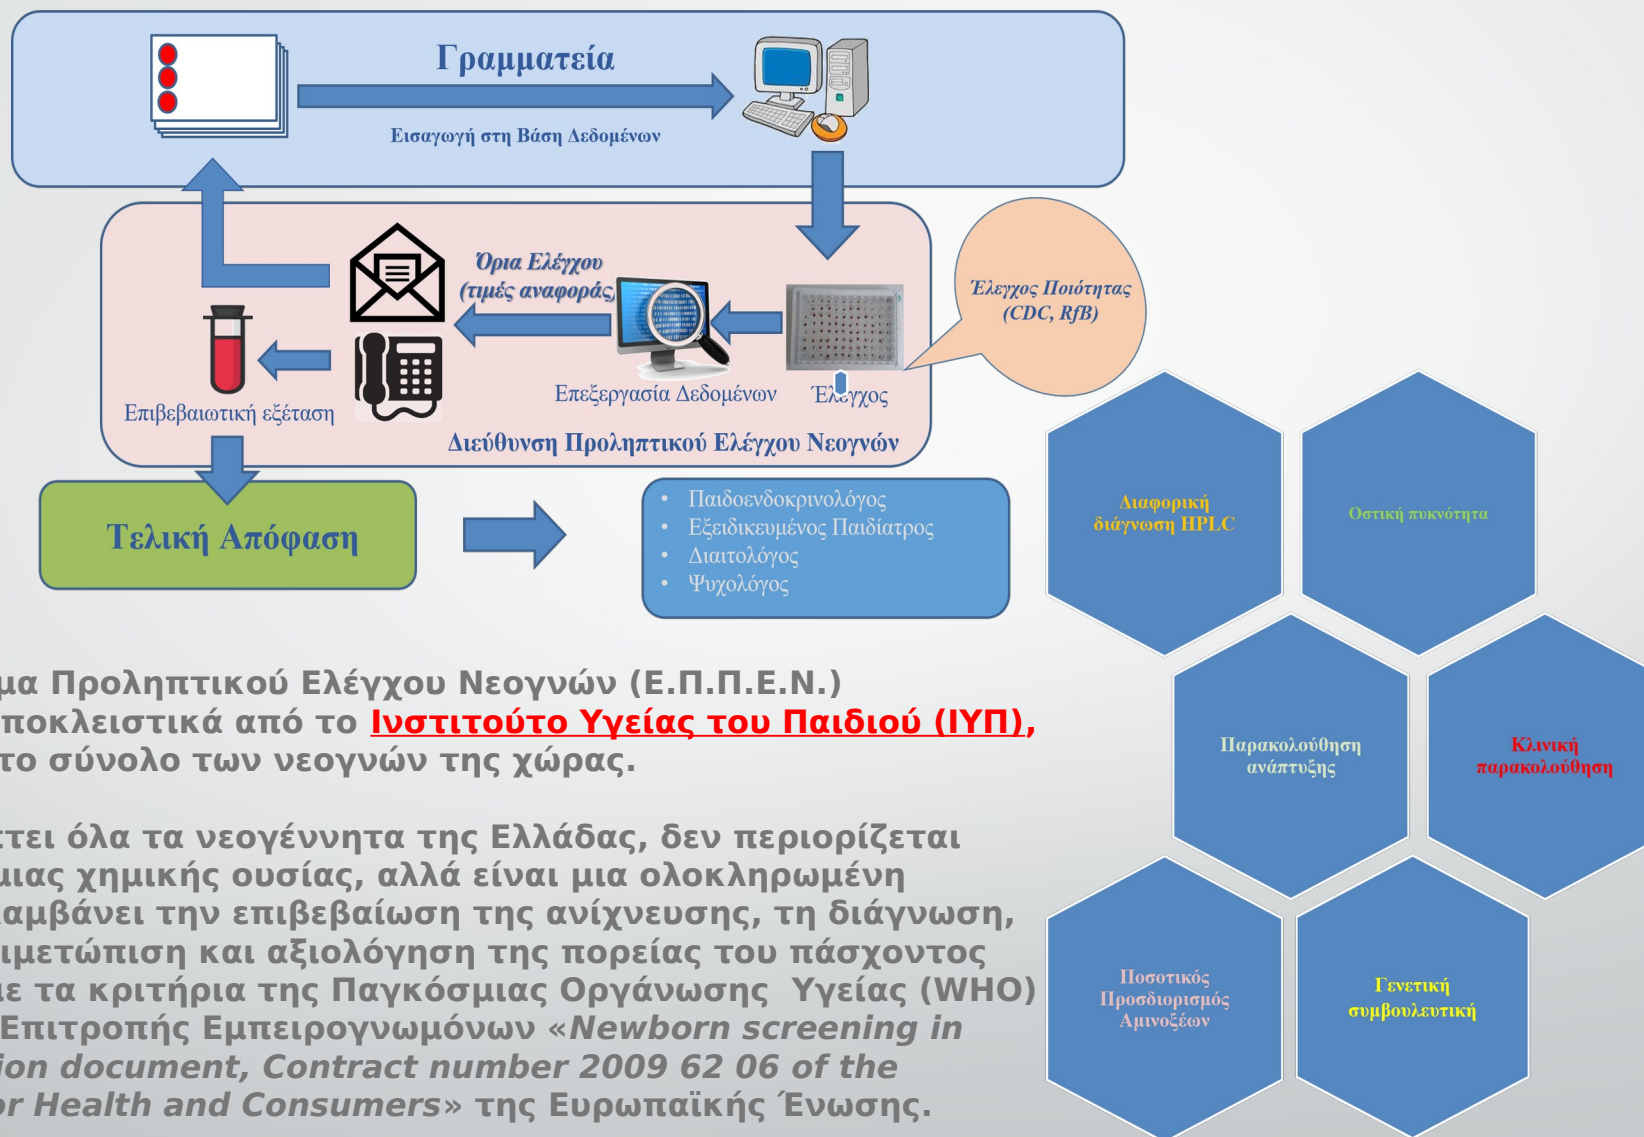 Γραμματεία
Εισαγωγή στη Βάση Δεδομένων
Όρια Ελέγχου
(τιμές αναφοράς)
Έλεγχος Ποιότητας
(CDC, RfB)
Επεξεργασία Δεδομένων
Έλεγχος
Επιβεβαιωτική εξέταση
Διεύθυνση Προληπτικού Ελέγχου Νεογνών
Τελική Απόφαση
• Παιδοενδοκρινολόγος
• Εξειδικευμένος Παιδίατρος
• Διαιτολόγος
• Ψυχολόγος
Διαφορική
διάγνωση HPLC
Οστική πυκνότητα
Παρακολούθηση
ανάπτυξης
Κλινική
παρακολούθηση
Ποσοτικός
Προσδιορισμός
Αμινοξέων
Γενετική
συμβουλευτική
μα Προληπτικού Ελέγχου Νεογνών (Ε.Π.Π.Ε.Ν.)
ποκλειστικά από το Ινστιτούτο Υγείας του Παιδιού (ΙΥΠ),
το σύνολο των νεογνών της χώρας.
πτει όλα τα νεογέννητα της Ελλάδας, δεν περιορίζεται
μιας χημικής ουσίας, αλλά είναι μια ολοκληρωμένη
λαμβάνει την επιβεβαίωση της ανίχνευσης, τη διάγνωση,
τιμετώπιση και αξιολόγηση της πορείας του πάσχοντος
με τα κριτήρια της Παγκόσμιας Οργάνωσης Υγείας (WHO)
Επιτροπής Εμπειρογνωμόνων «Newborn screening in
ion document, Contract number 2009 62 06 of the
or Health and Consumers» της Ευρωπαϊκής Ένωσης.